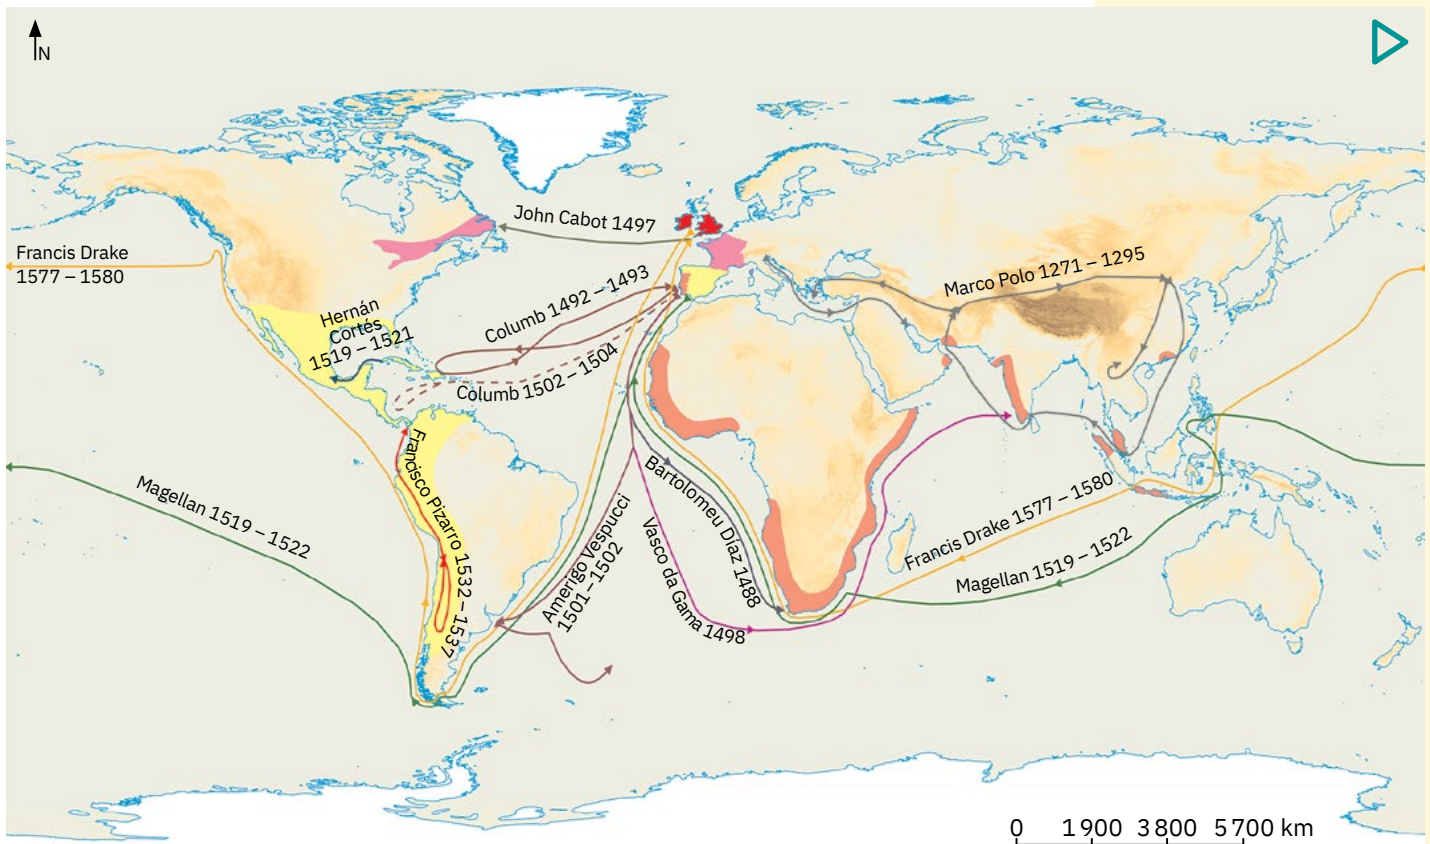 N
John Cabot 1497
Francis Drake
1577 – 1580
Columb 1492 –1493
Marco Polo 1271 – 1295
Hernán
Cortés
1519 – 1521
Columb 1502 – 1504
Francisco Pizarro 1532 – 1537
Magellan 1519 – 1522
Bartolomeu Díaz 1488
Amerigo Vespucci
1501 – 1502
Vasco da Gama 1498
Francis Drake 1577 – 1580
Magellan 1519 – 1522
0 1 900 3 800 5 700 km